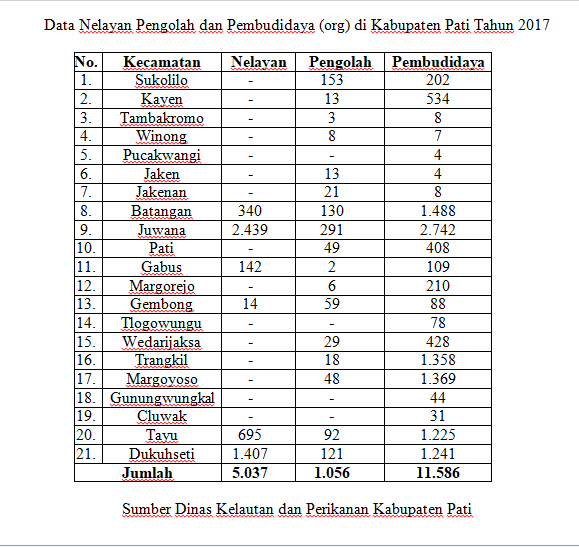 Data Nelayan Pengolah dan Pembudidaya (org) di Kabupaten Pati Tahun 2017
No. Kecamatan Nelayan Pengolah Pembudidaya
1. Sukolilo - 153 202
2. Kayen - 13 534
3. Tambakromo - 3 8
4. Winong - 8 7
5. Pucakwangi - - 4
6. Jaken - 13 4
7. Jakenan - 21 8
8. Batangan 340 130 1.488
9. Juwana 2.439 291 2.742
10. Pati - 49 408
11. Gabus 142 2 109
12. Margorejo - 6 210
13. Gembong 14 59 88
14. Tlogowungu - - 78
15. Wedarijaksa - 29 428
16. Trangkil - 18 1.358
17. Margoyoso - 48 1.369
18. Gunungwungkal - - 44
19. Cluwak - - 31
20. Tayu 695 92 1.225
21. Dukuhseti 1.407 121 1.241
Jumlah 5.037 1.056 11.586
Sumber Dinas Kelautan dan Perikanan Kabupaten Pati